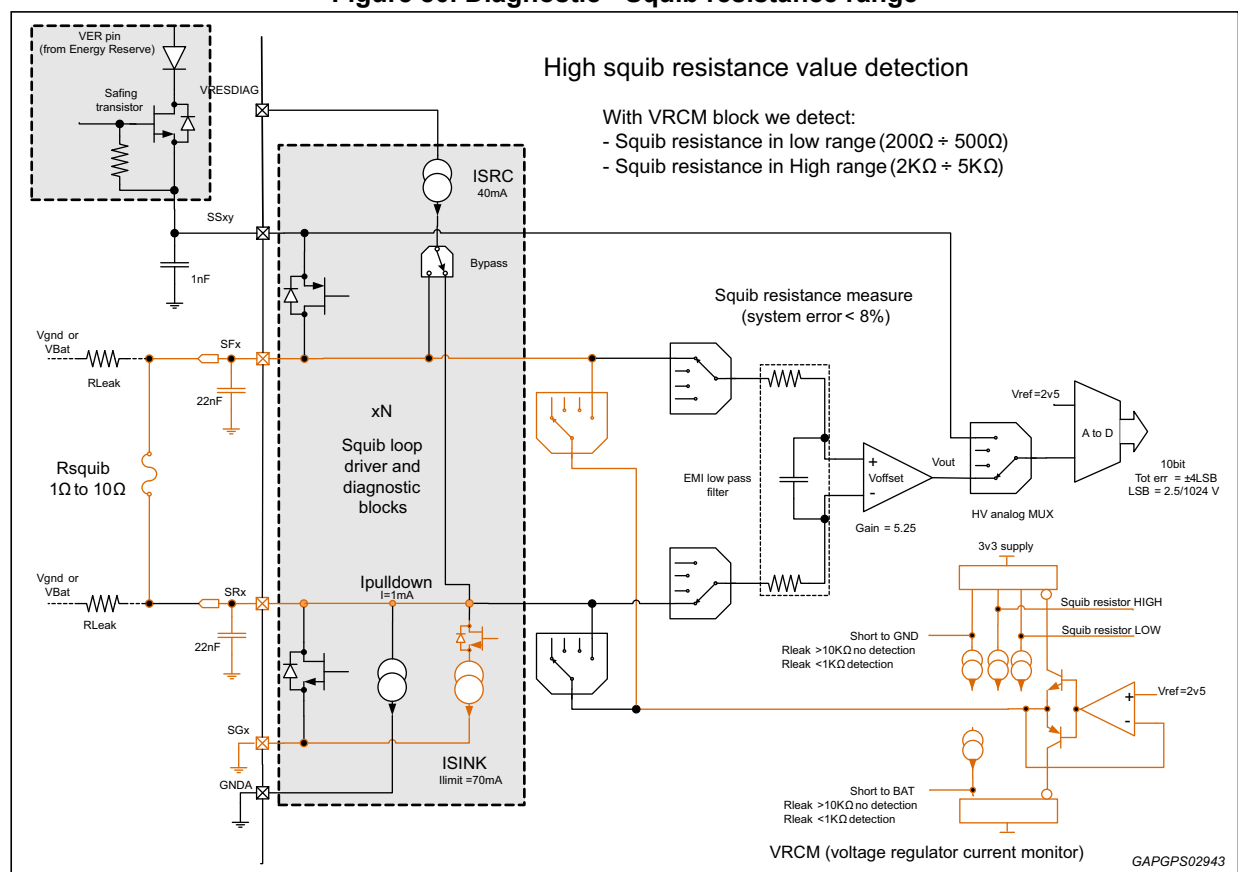 VER pin
(from Energy Reserve)
Safing
transistor
VRESDIAG
High squib resistance value detection
With VRCM block we detect:
- Squib resistance in low range (200Ω ÷ 500Ω)
- Squib resistance in High range (2KΩ ÷ 5KΩ)
ISRC
40mA
SSxy
1nF
Bypass
Squib resistance measure
(system error < 8%)
Vgnd or
VBat
RLeak
SFx
22nF
xN
Squib loop
driver and
diagnostic
blocks
Rsquib
1Ω to 10Ω
EMI low pass
filter
+
Voffset
-
Gain = 5.25
Vout
HV analog MUX
Vref=2v5
A to D
10bit
Tot err = ±4LSB
LSB = 2.5/1024 V
Vgnd or
VBat
RLeak
SRx
22nF
Ipulldown
I=1mA
SGx
GNDA
ISINK
Ilimit =70mA
3v3 supply
Squib resistor HIGH
Squib resistor LOW
Short to GND
Rleak >10KΩ no detection
Rleak <1KΩ detection
Vref=2v5
+
-
Short to BAT
Rleak >10KΩ no detection
Rleak <1KΩ detection
VRCM (voltage regulator current monitor)
GAPGPS02943